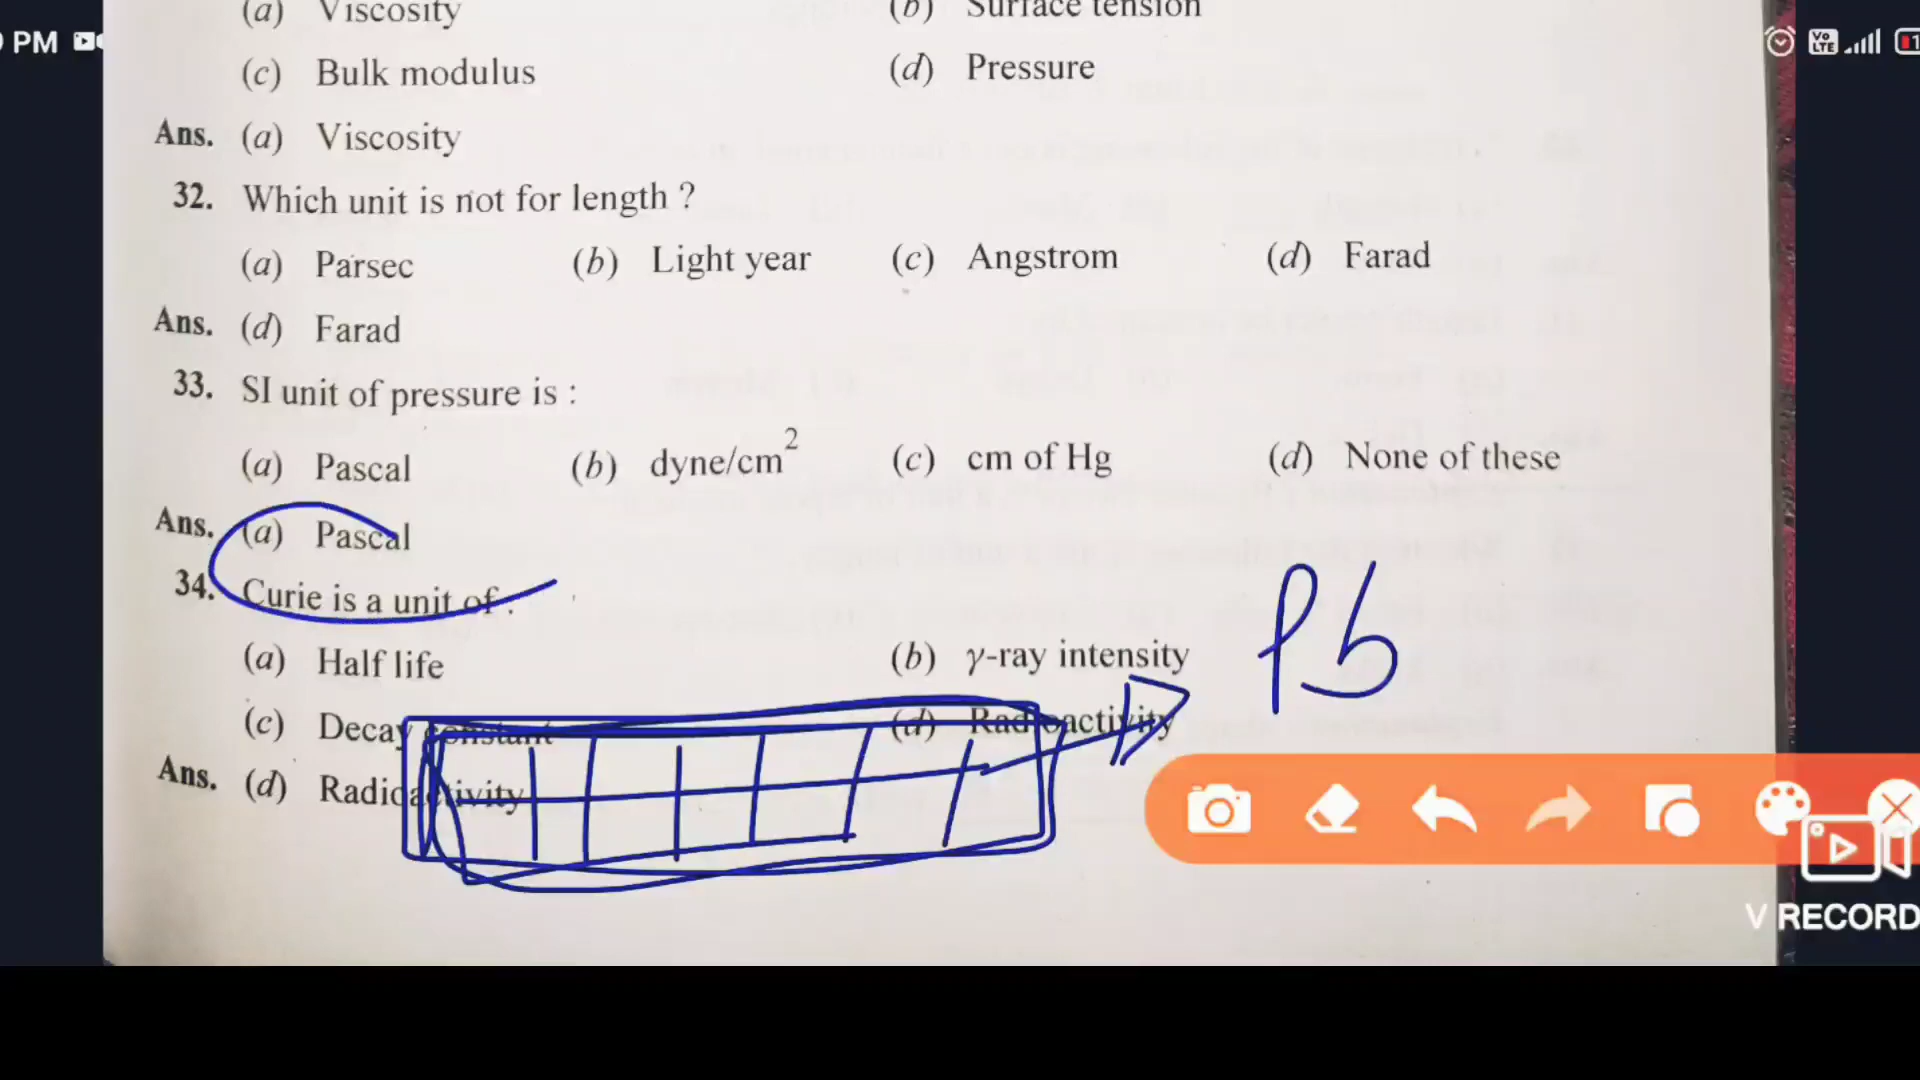 PM
(a) Viscosity (b) Surface tension
(c) Bulk modulus (d) Pressure
Ans. (a) Viscosity
32. Which unit is not for length ?
(a) Parsec (b) Light year (c) Angstrom (d) Farad
Ans. (d) Farad
33. SI unit of pressure is :
(a) Pascal (b) dyne/cm² (c) cm of Hg (d) None of these
Ans. (a) Pascal
34. Curie is a unit of :
Pb
(a) Half life (b) γ-ray intensity
(c) Decay constant (d) Radioactivity
Ans. (d) Radioactivity
V RECORD